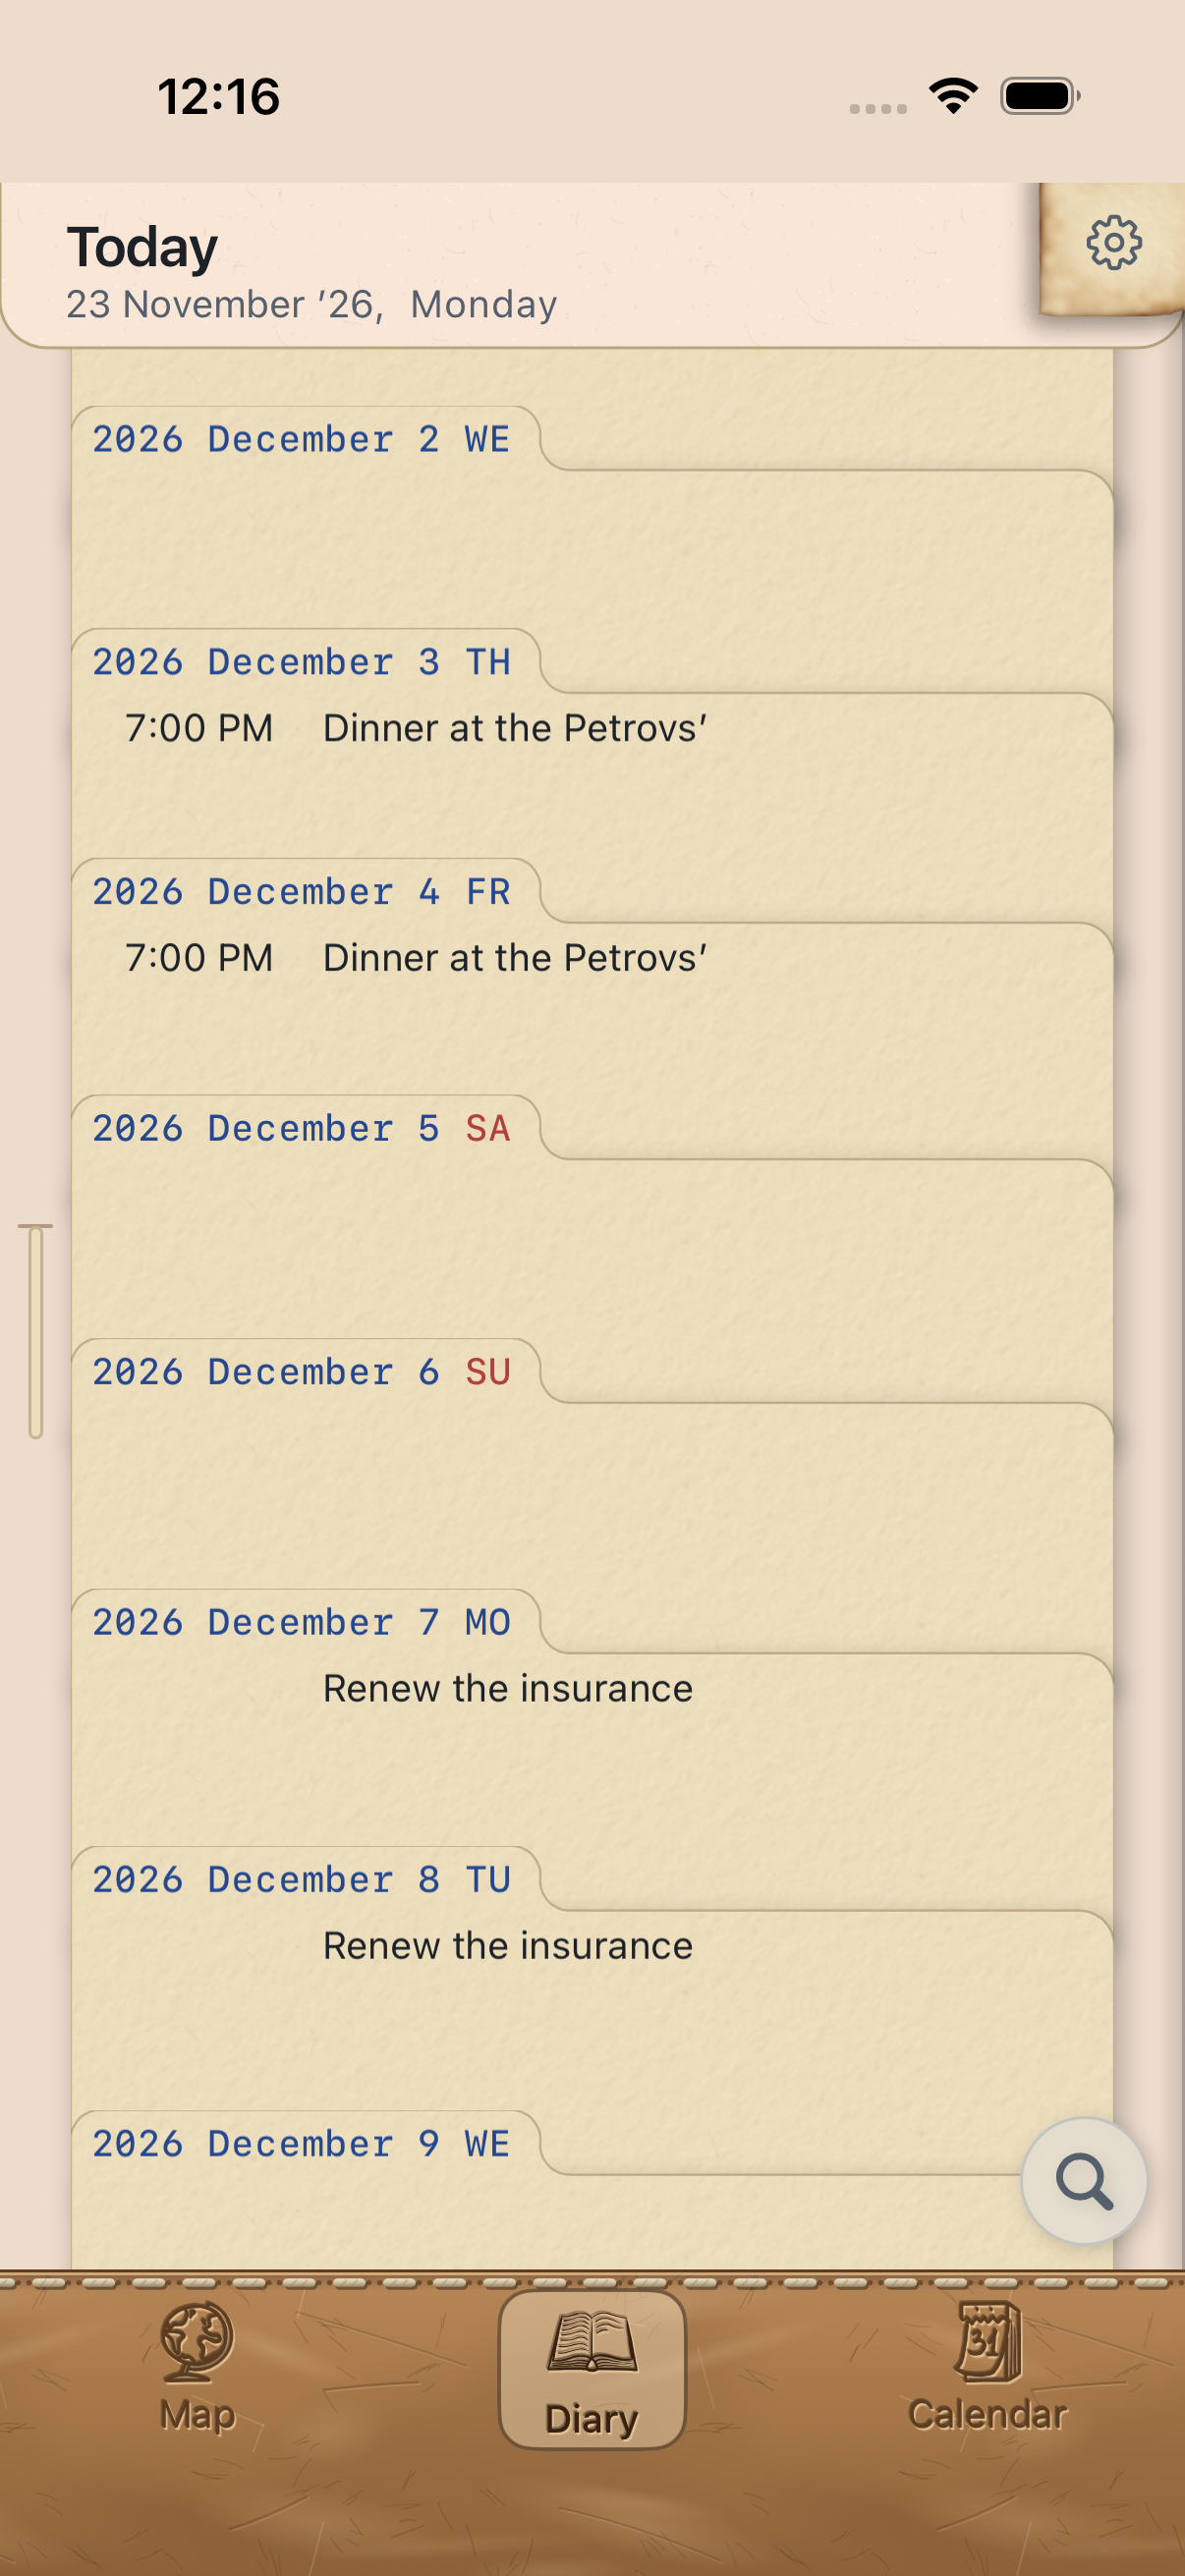 12:16
Today
23 November ’26, Monday
2026 December 2 WE
2026 December 3 TH
7:00 PM Dinner at the Petrovs’
2026 December 4 FR
7:00 PM Dinner at the Petrovs’
2026 December 5 SA
2026 December 6 SU
2026 December 7 MO
Renew the insurance
2026 December 8 TU
Renew the insurance
2026 December 9 WE
31
Map Diary Calendar